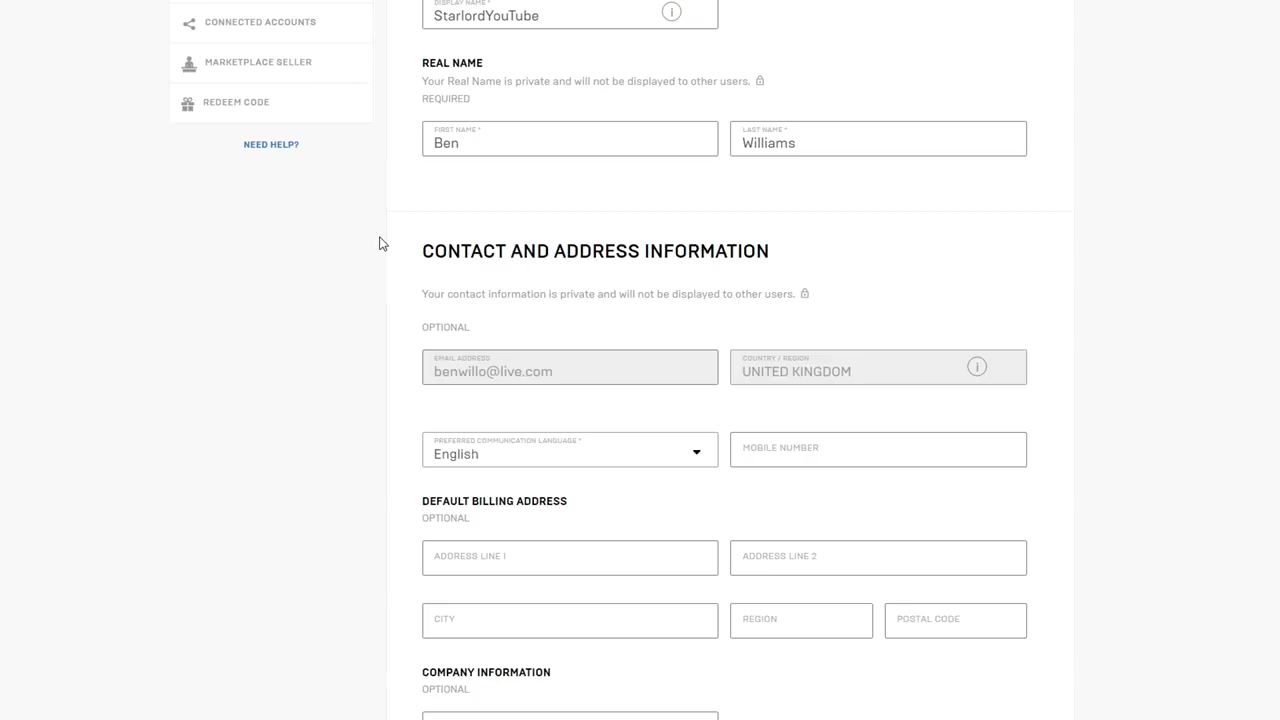 CONNECTED ACCOUNTS
MARKETPLACE SELLER
REDEEM CODE
NEED HELP?
DISPLAY NAME *
StarlordYouTube
i
REAL NAME
Your Real Name is private and will not be displayed to other users.
REQUIRED
FIRST NAME *
Ben
LAST NAME *
Williams
CONTACT AND ADDRESS INFORMATION
Your contact information is private and will not be displayed to other users.
OPTIONAL
EMAIL ADDRESS
benwillo@live.com
COUNTRY / REGION
UNITED KINGDOM
i
PREFERRED COMMUNICATION LANGUAGE *
English
MOBILE NUMBER
DEFAULT BILLING ADDRESS
OPTIONAL
ADDRESS LINE 1
ADDRESS LINE 2
CITY
REGION
POSTAL CODE
COMPANY INFORMATION
OPTIONAL